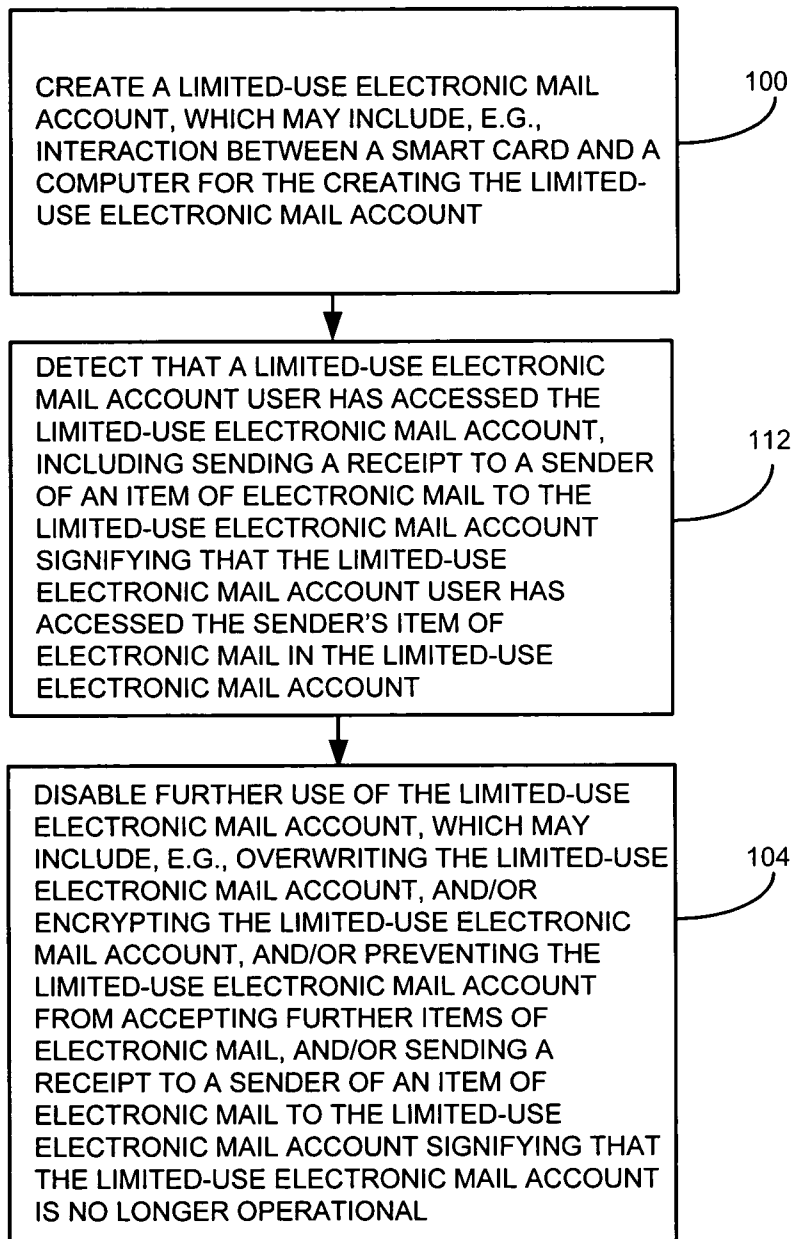 CREATE A LIMITED-USE ELECTRONIC MAIL
ACCOUNT, WHICH MAY INCLUDE, E.G.,
INTERACTION BETWEEN A SMART CARD AND A
COMPUTER FOR THE CREATING THE LIMITED-
USE ELECTRONIC MAIL ACCOUNT
100
DETECT THAT A LIMITED-USE ELECTRONIC
MAIL ACCOUNT USER HAS ACCESSED THE
LIMITED-USE ELECTRONIC MAIL ACCOUNT,
INCLUDING SENDING A RECEIPT TO A SENDER
OF AN ITEM OF ELECTRONIC MAIL TO THE
LIMITED-USE ELECTRONIC MAIL ACCOUNT
SIGNIFYING THAT THE LIMITED-USE
ELECTRONIC MAIL ACCOUNT USER HAS
ACCESSED THE SENDER'S ITEM OF
ELECTRONIC MAIL IN THE LIMITED-USE
ELECTRONIC MAIL ACCOUNT
112
DISABLE FURTHER USE OF THE LIMITED-USE
ELECTRONIC MAIL ACCOUNT, WHICH MAY
INCLUDE, E.G., OVERWRITING THE LIMITED-USE
ELECTRONIC MAIL ACCOUNT, AND/OR
ENCRYPTING THE LIMITED-USE ELECTRONIC
MAIL ACCOUNT, AND/OR PREVENTING THE
LIMITED-USE ELECTRONIC MAIL ACCOUNT
FROM ACCEPTING FURTHER ITEMS OF
ELECTRONIC MAIL, AND/OR SENDING A
RECEIPT TO A SENDER OF AN ITEM OF
ELECTRONIC MAIL TO THE LIMITED-USE
ELECTRONIC MAIL ACCOUNT SIGNIFYING THAT
THE LIMITED-USE ELECTRONIC MAIL ACCOUNT
IS NO LONGER OPERATIONAL
104